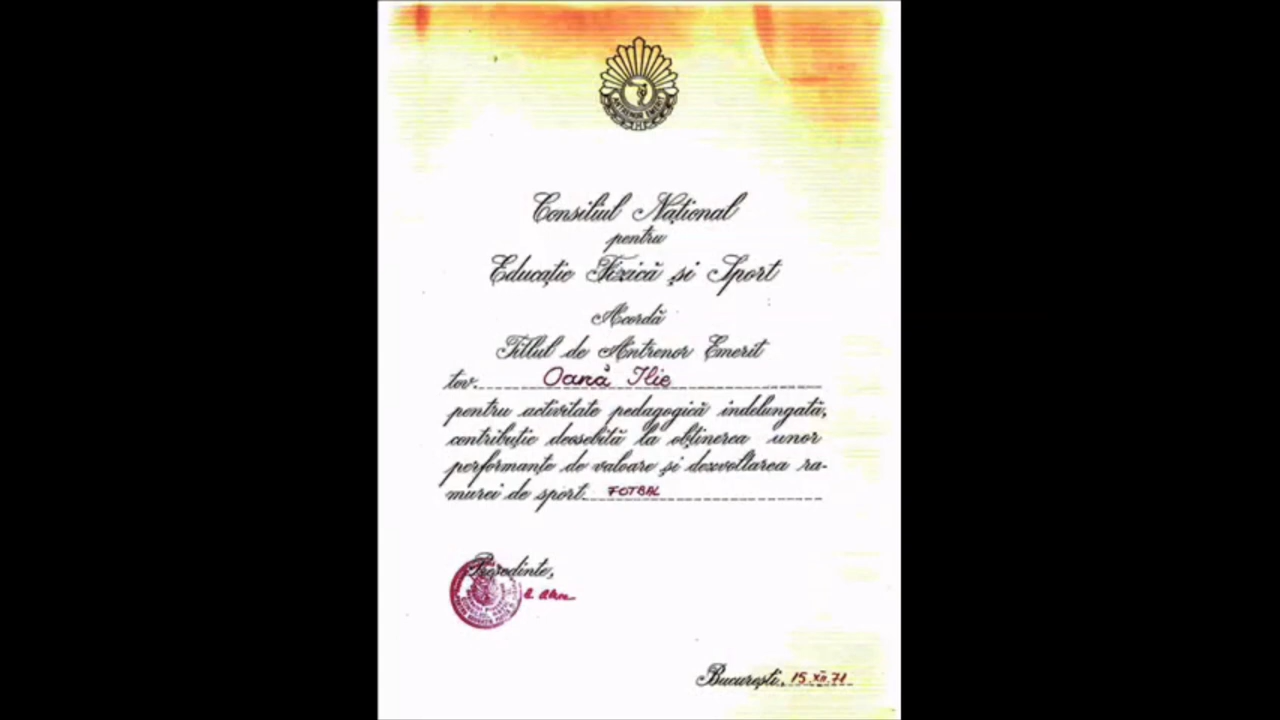 ANTRENOR EMERIT
Consiliul Național
pentru
Educație Fizică și Sport
Acordă
Titlul de Antrenor Emerit
tov. Oană Ilie
pentru activitate pedagogică îndelungată,
contribuție deosebită la obținerea unor
performanțe de valoare și dezvoltarea ra-
murei de sport FOTBAL
Președinte,
București, 15.XII.71